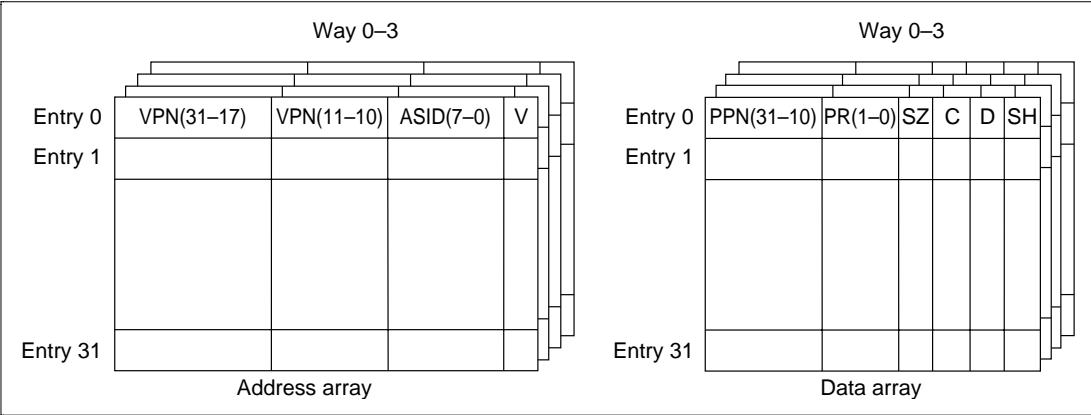 Way 0–3
Way 0–3
Entry 0 VPN(31–17) VPN(11–10) ASID(7–0) V
Entry 0 PPN(31–10) PR(1–0) SZ C D SH
Entry 1
Entry 1
Entry 31
Entry 31
Address array
Data array